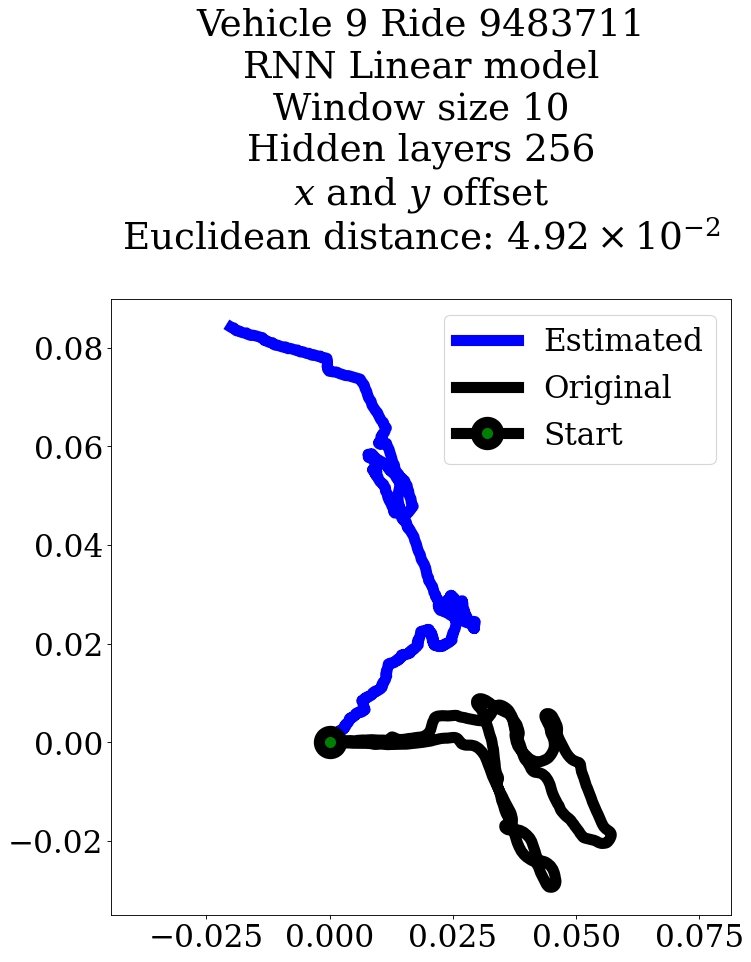 Vehicle 9 Ride 9483711
RNN Linear model
Window size 10
Hidden layers 256
x and y offset
Euclidean distance: 4.92 × 10⁻²
Estimated
Original
Start
0.08
0.06
0.04
0.02
0.00
−0.02
−0.025 0.000 0.025 0.050 0.075